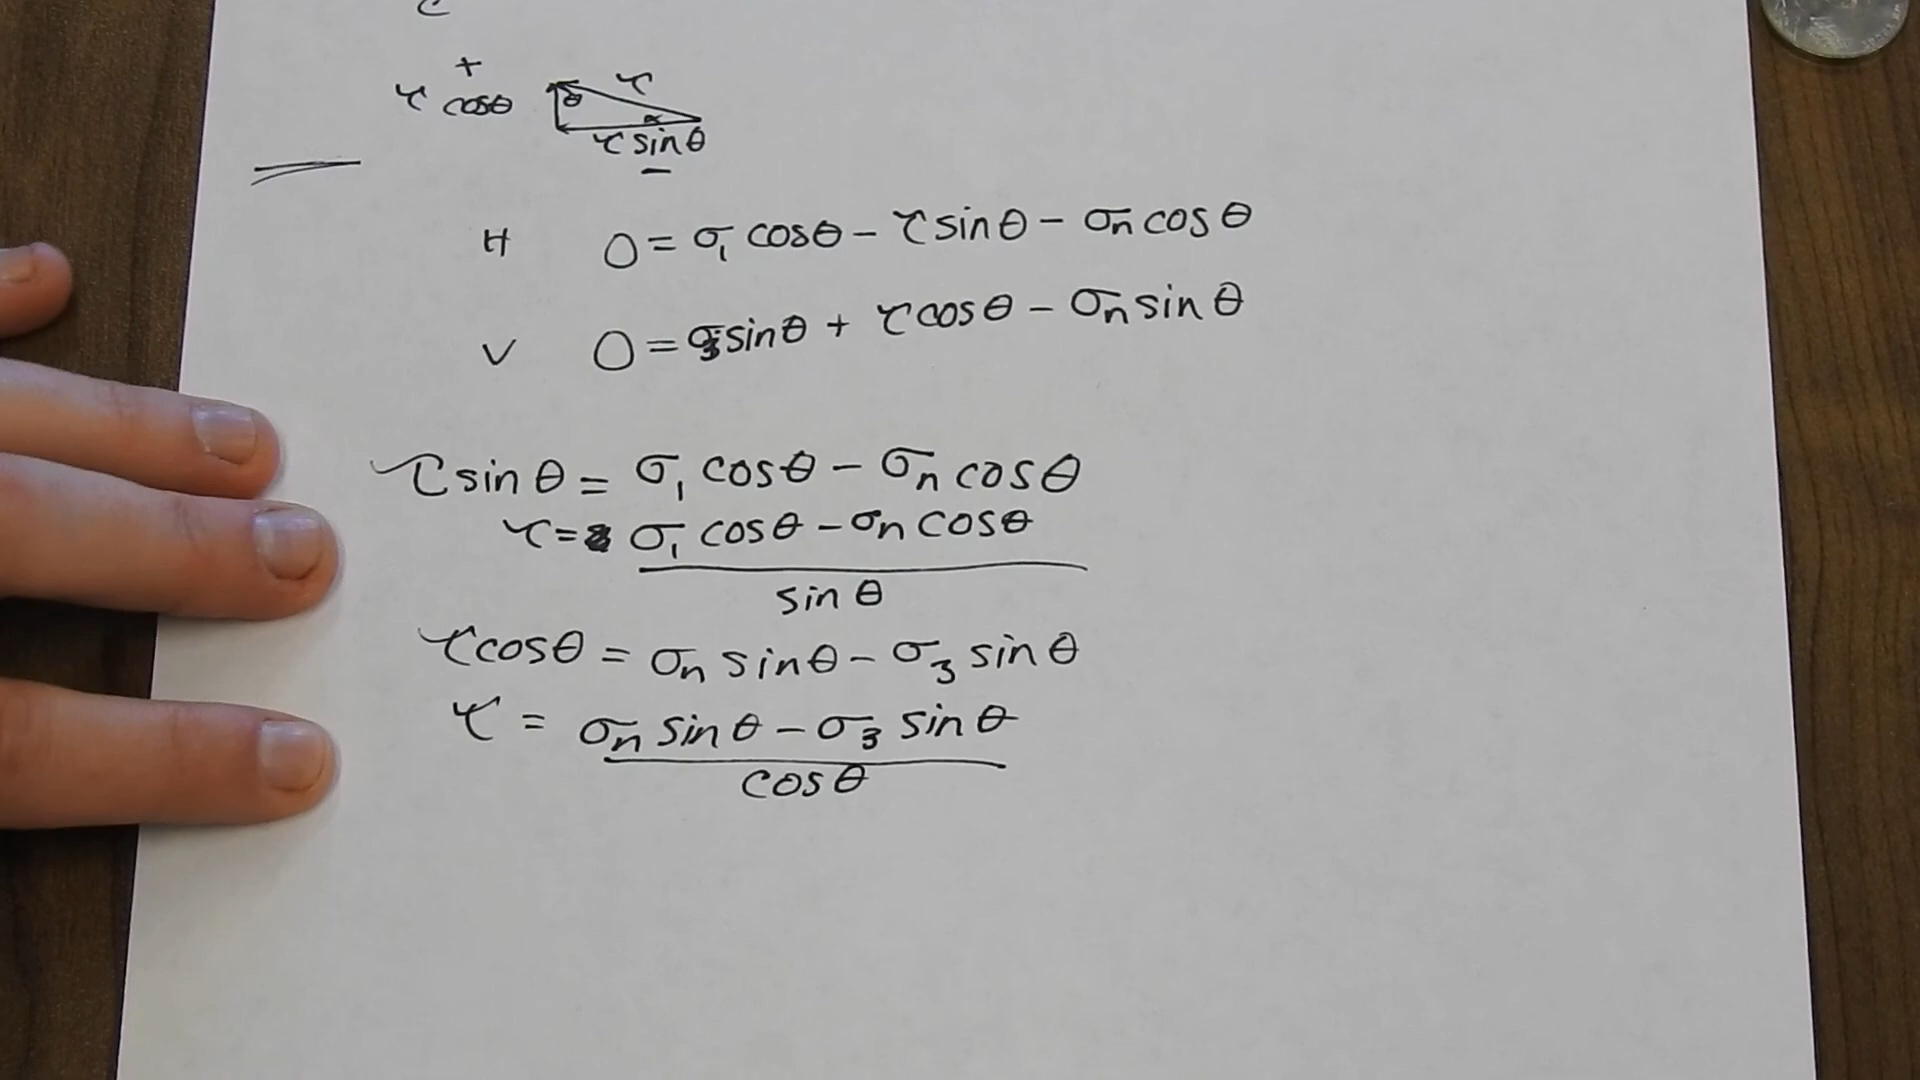 +
τ cosθ
τ
θ
α
τ sinθ
−
H 0 = σ₁ cosθ − τ sinθ − σn cosθ
V 0 = σ₃ sinθ + τ cosθ − σn sinθ
τ sinθ = σ₁ cosθ − σn cosθ
τ = σ₁ cosθ − σn cosθ
sinθ
τ cosθ = σn sinθ − σ₃ sinθ
τ = σn sinθ − σ₃ sinθ
cosθ